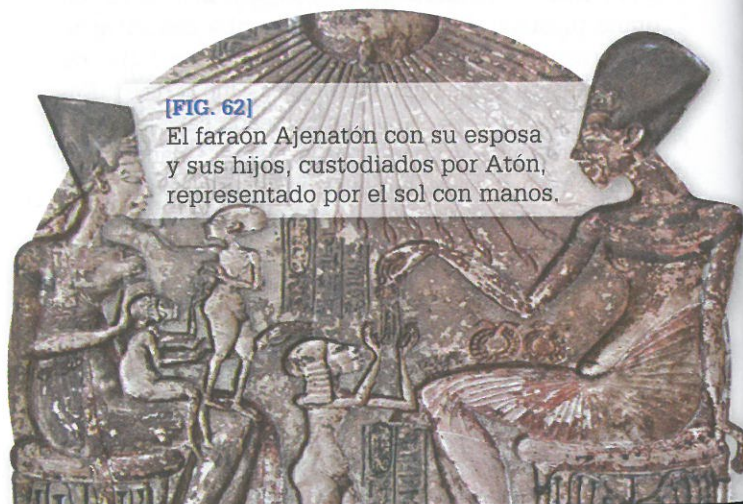 [FIG. 62]
El faraón Ajenatón con su esposa
y sus hijos, custodiados por Atón,
representado por el sol con manos.